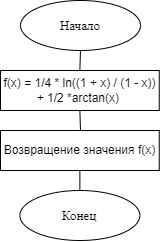 Начало
f(x) = 1/4 * ln((1 + x) / (1 - x))
+ 1/2 *arctan(x)
Возвращение значения f(x)
Конец